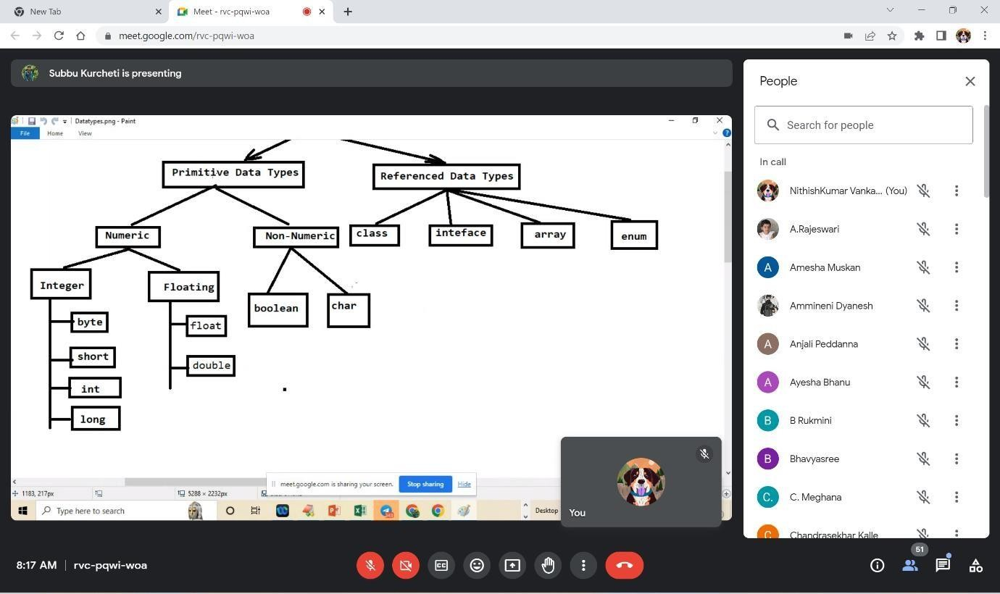 New Tab
Meet - rvc-pqwi-woa
meet.google.com/rvc-pqwi-woa
Subbu Kurcheti is presenting
Datatypes.png - Paint
File Home View
Primitive Data Types
Referenced Data Types
Numeric
Non-Numeric
class
inteface
array
enum
Integer
Floating
boolean
char
byte
float
short
double
int
long
meet.google.com is sharing your screen. Stop sharing Hide
1183, 217px
5288 × 2232px
Type here to search
Desktop
You
People
Search for people
In call
NithishKumar Vanka... (You)
A.Rajeswari
A Amesha Muskan
Ammineni Dyanesh
A Anjali Peddanna
A Ayesha Bhanu
B B Rukmini
B Bhavyasree
C. C. Meghana
C Chandrasekhar Kalle
8:17 AM | rvc-pqwi-woa
51